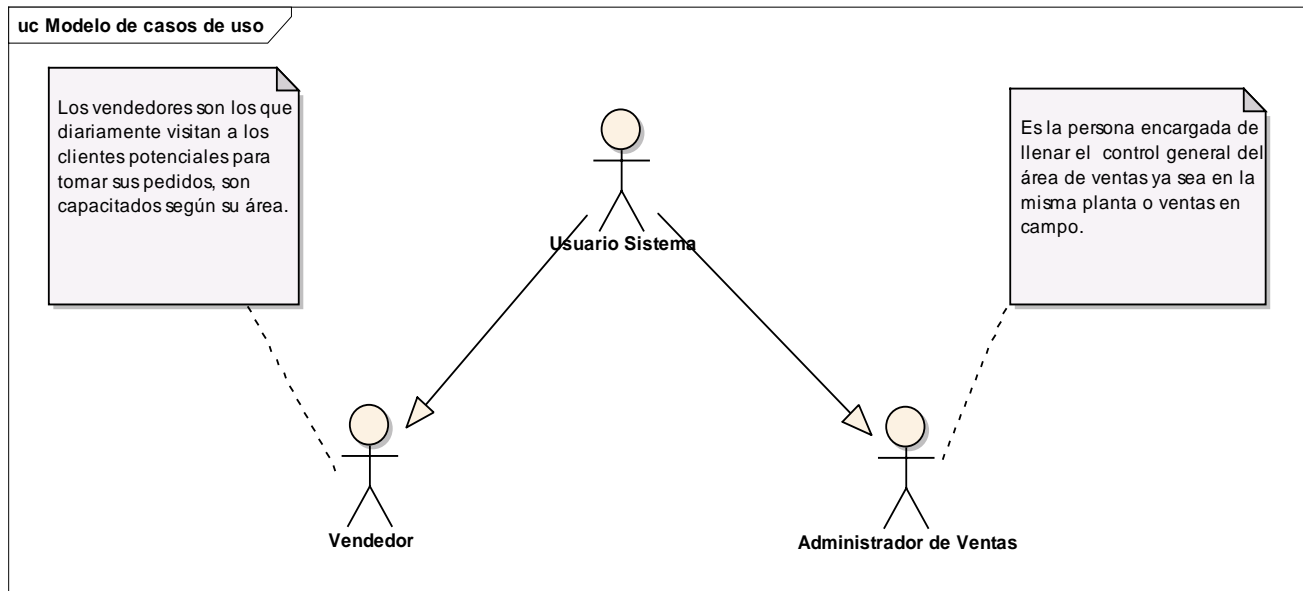 uc Modelo de casos de uso
Los vendedores son los que
diariamente visitan a los
clientes potenciales para
tomar sus pedidos, son
capacitados según su área.
Es la persona encargada de
llenar el control general del
área de ventas ya sea en la
misma planta o ventas en
campo.
Usuario Sistema
Vendedor
Administrador de Ventas